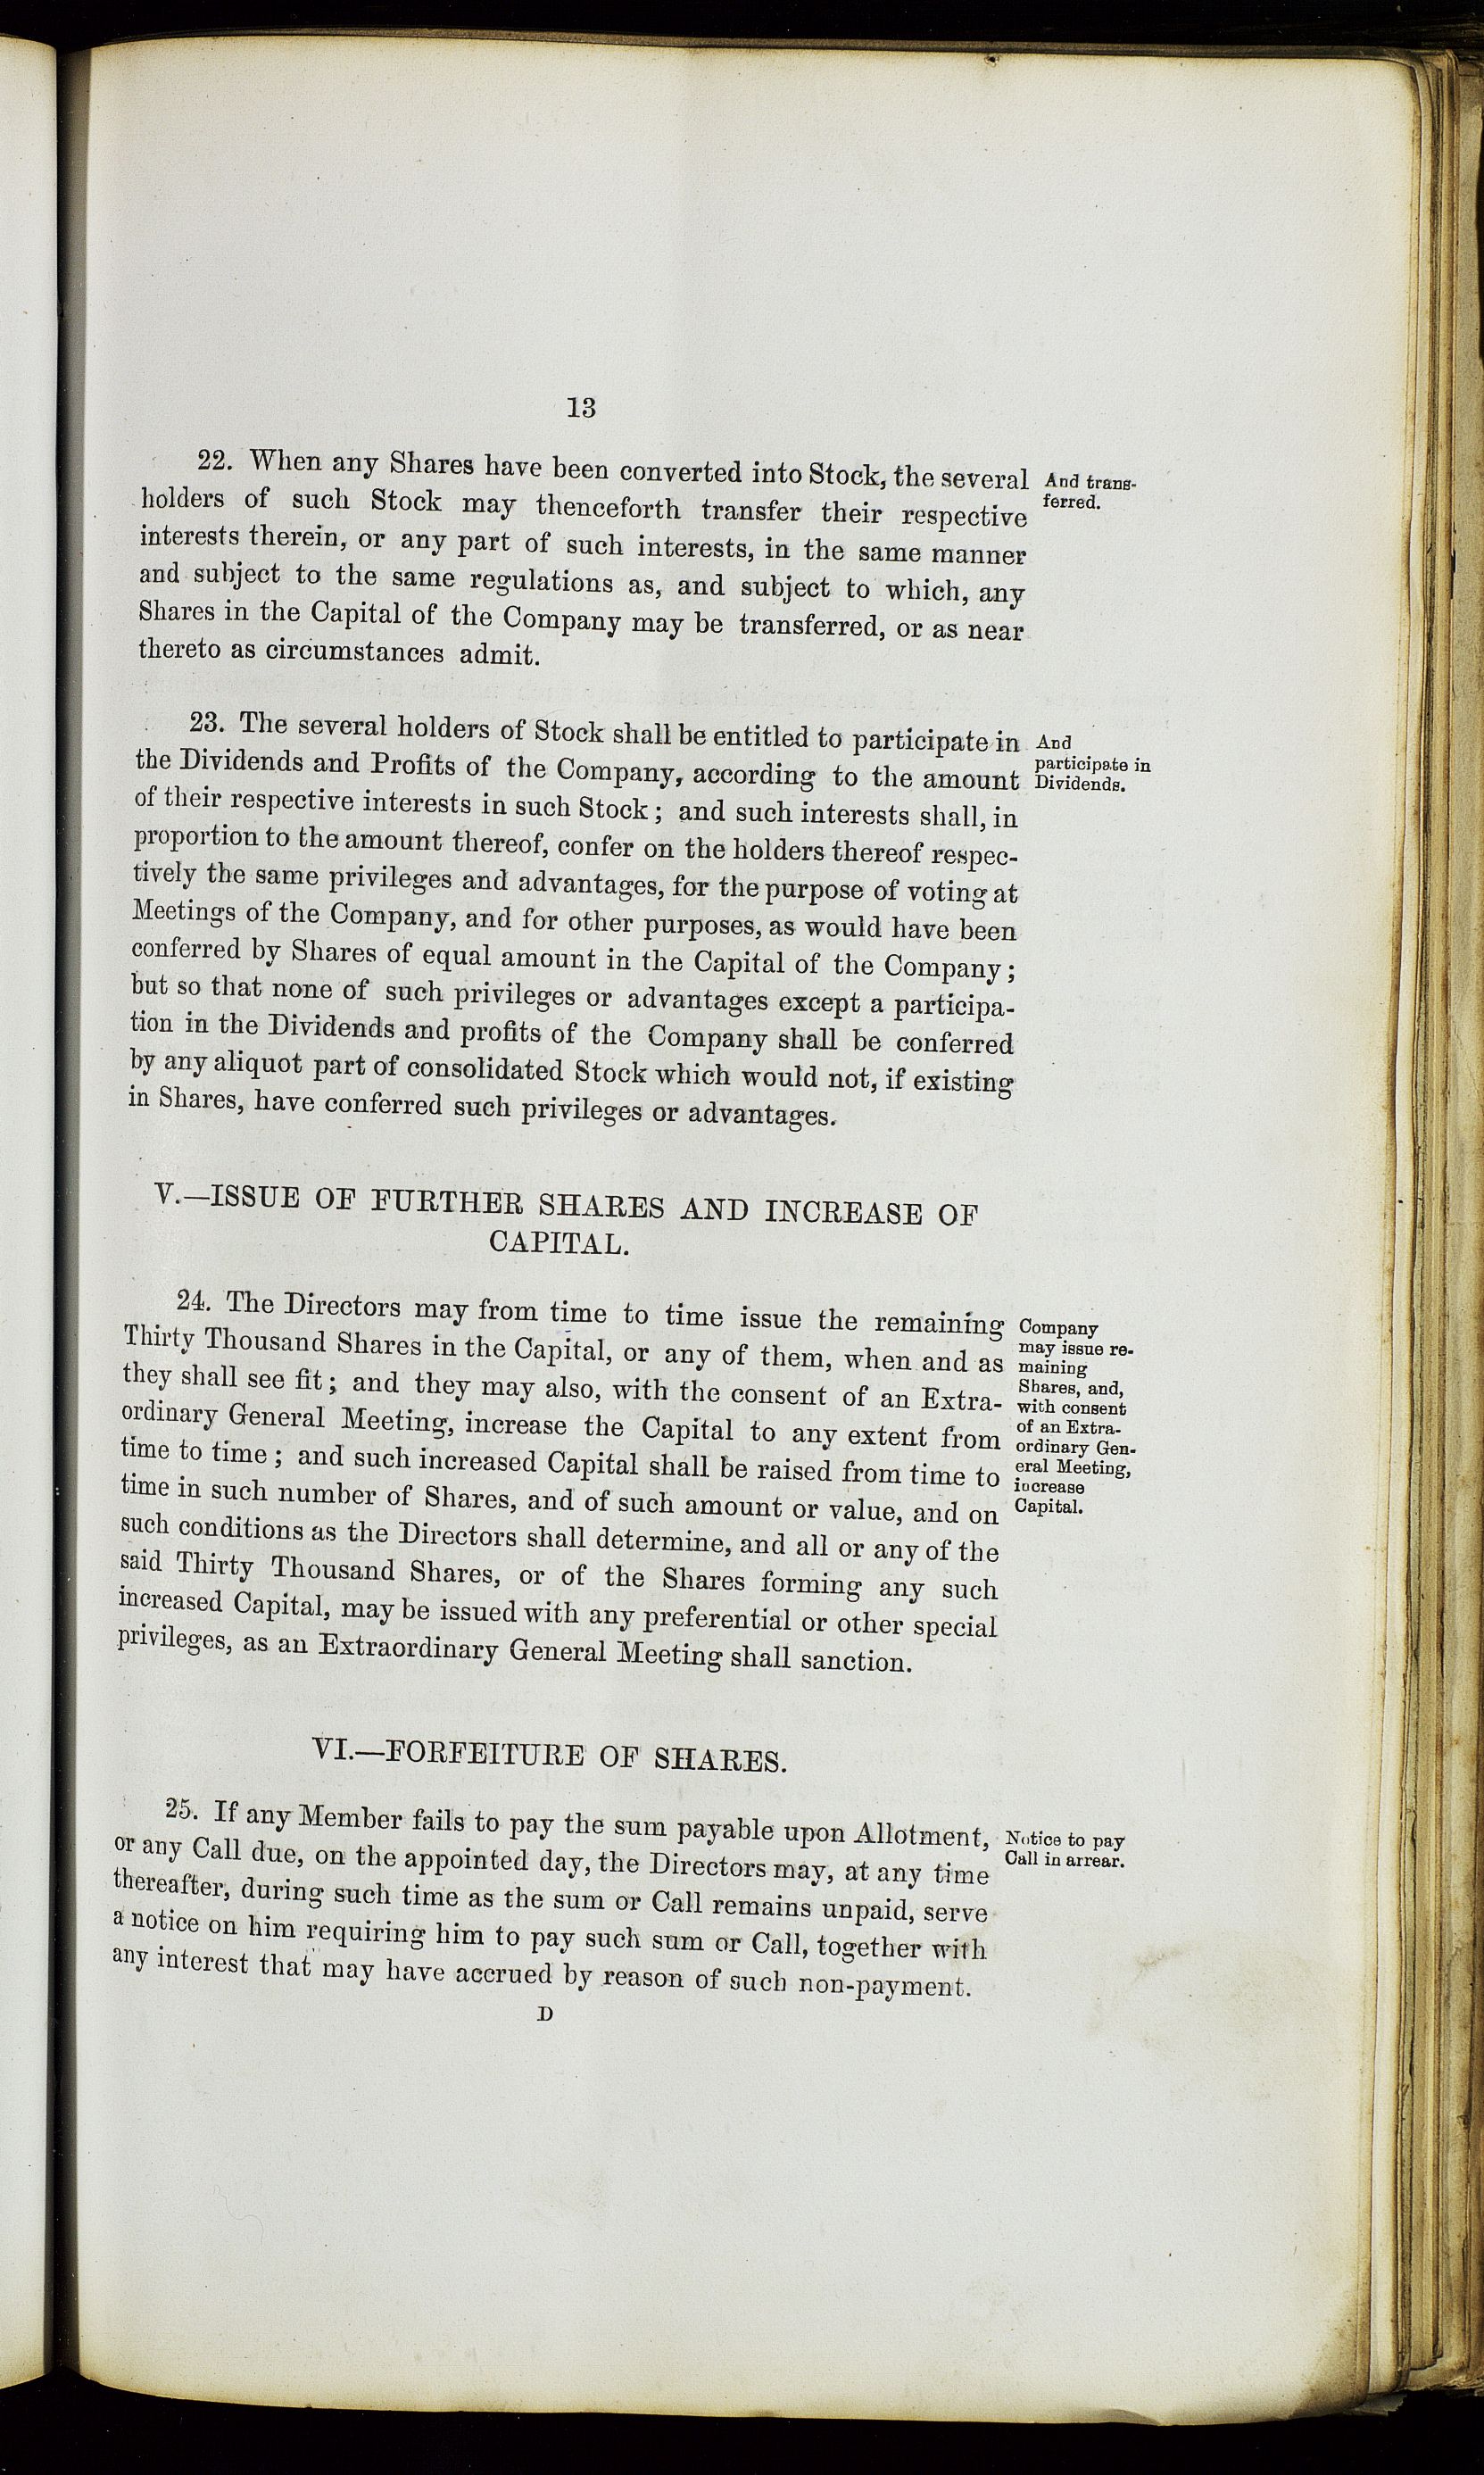 13
22. When any Shares have been converted into Stock, the several
holders of such Stock may thenceforth transfer their respective
interests therein, or any part of such interests, in the same manner
and subject to the same regulations as, and subject to which, any
Shares in the Capital of the Company may be transferred, or as near
thereto as circumstances admit.
And trans-
ferred.
23. The several holders of Stock shall be entitled to participate in
the Dividends and Profits of the Company, according to the amount
of their respective interests in such Stock; and such interests shall, in
proportion to the amount thereof, confer on the holders thereof respec-
tively the same privileges and advantages, for the purpose of voting at
Meetings of the Company, and for other purposes, as would have been
conferred by Shares of equal amount in the Capital of the Company;
but so that none of such privileges or advantages except a participa-
tion in the Dividends and profits of the Company shall be conferred
by any aliquot part of consolidated Stock which would not, if existing
in Shares, have conferred such privileges or advantages.
And
participate in
Dividends.
V.—ISSUE OF FURTHER SHARES AND INCREASE OF
CAPITAL.
24. The Directors may from time to time issue the remaining
Thirty Thousand Shares in the Capital, or any of them, when and as
they shall see fit; and they may also, with the consent of an Extra-
ordinary General Meeting, increase the Capital to any extent from
time to time; and such increased Capital shall be raised from time to
time in such number of Shares, and of such amount or value, and on
such conditions as the Directors shall determine, and all or any of the
said Thirty Thousand Shares, or of the Shares forming any such
increased Capital, may be issued with any preferential or other special
privileges, as an Extraordinary General Meeting shall sanction.
Company
may issue re-
maining
Shares, and,
with consent
of an Extra-
ordinary Gen-
eral Meeting,
increase
Capital.
VI.—FORFEITURE OF SHARES.
25. If any Member fails to pay the sum payable upon Allotment,
or any Call due, on the appointed day, the Directors may, at any time
thereafter, during such time as the sum or Call remains unpaid, serve
a notice on him requiring him to pay such sum or Call, together with
any interest that may have accrued by reason of such non-payment.
Notice to pay
Call in arrear.
D